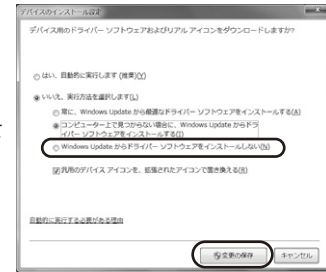 デバイスのインストール設定
デバイス用のドライバー ソフトウェアおよびリアル アイコンをダウンロードしますか?
はい、自動的に実行します (推奨)(Y)
いいえ、実行方法を選択します(L)
常に、Windows Update から最適なドライバー ソフトウェアをインストールする(A)
コンピューター上で見つからない場合に、Windows Update からドラ
イバー ソフトウェアをインストールする(I)
Windows Update からドライバー ソフトウェアをインストールしない(N)
汎用のデバイス アイコンを、拡張されたアイコンで置き換える(R)
自動的に実行する必要がある理由
変更の保存
キャンセル